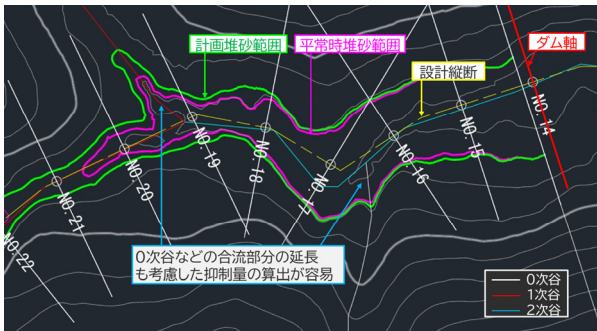 計画堆砂範囲
平常時堆砂範囲
ダム軸
設計縦断
NO.14
NO.15
NO.16
NO.17
NO.18
NO.19
NO.20
NO.21
NO.22
0次谷などの合流部分の延長
も考慮した抑制量の算出が容易
0次谷
1次谷
2次谷